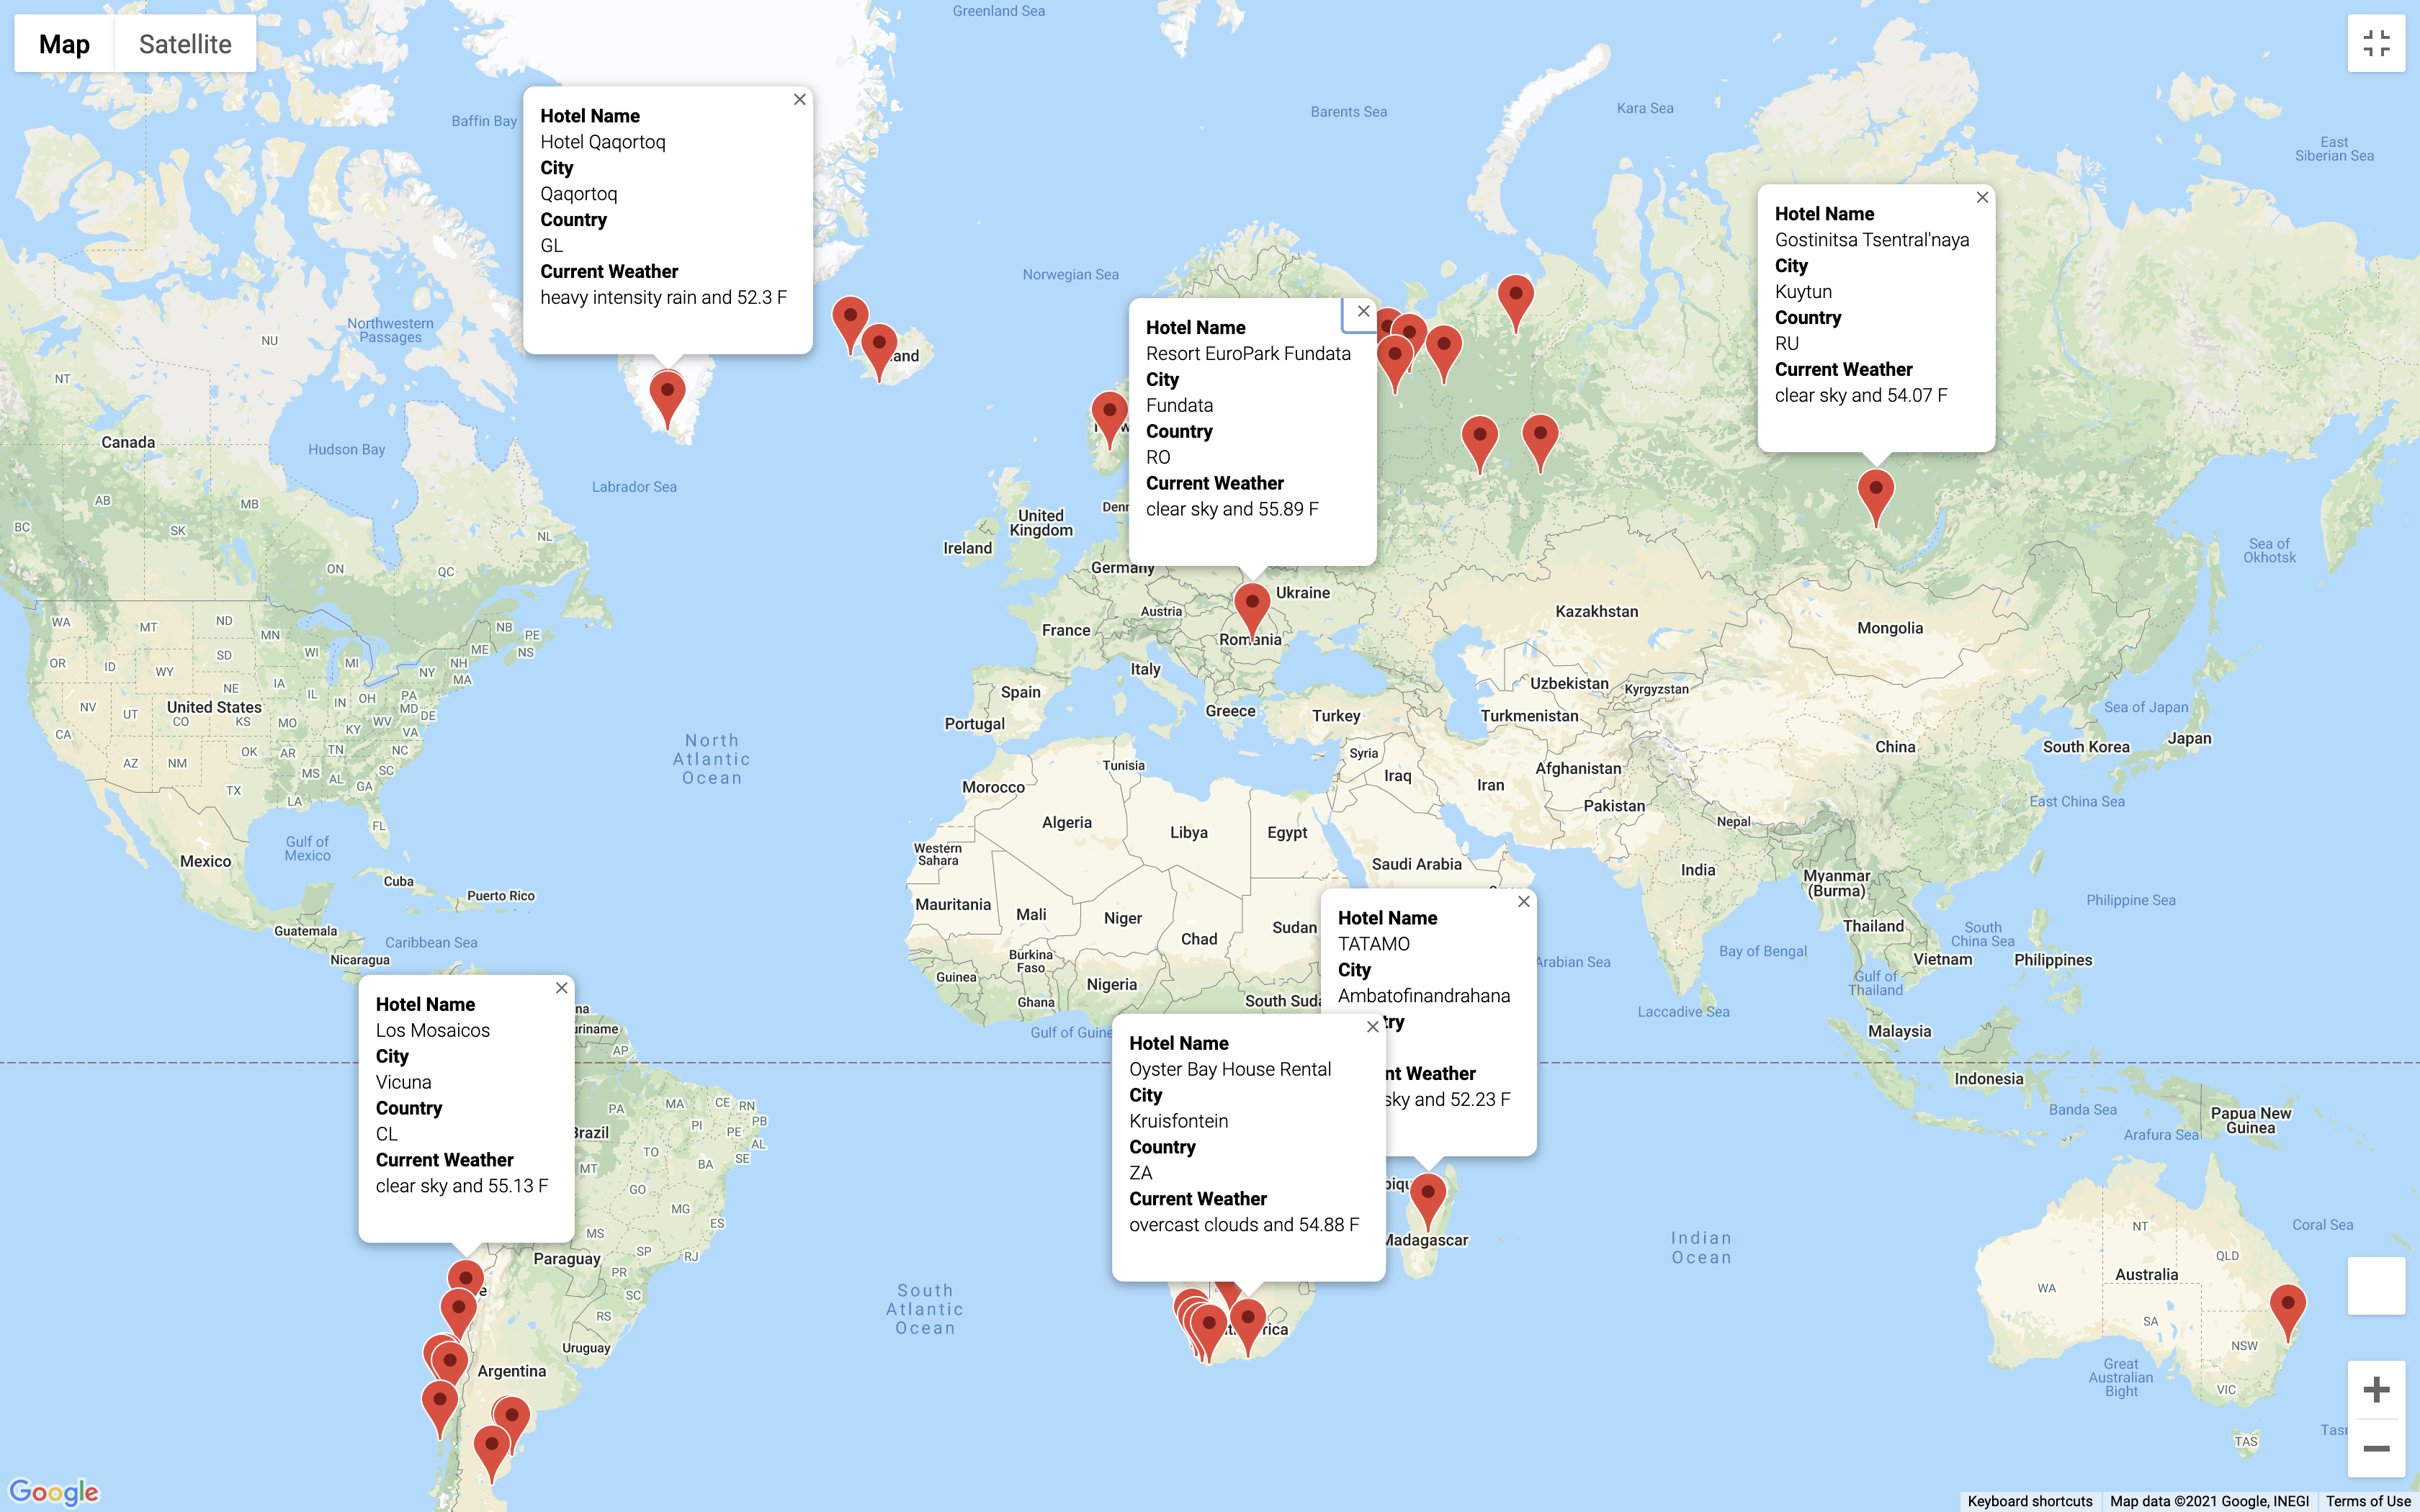 Map
Satellite
Greenland Sea
Baffin Bay
Barents Sea
Kara Sea
East
Siberian Sea
Hotel Name
Hotel Qaqortoq
City
Qaqortoq
Country
GL
Current Weather
heavy intensity rain and 52.3 F
Hotel Name
Gostinitsa Tsentral'naya
City
Kuytun
Country
RU
Current Weather
clear sky and 54.07 F
Norwegian Sea
Northwestern
Passages
NU
NT
Hotel Name
Resort EuroPark Fundata
City
Fundata
Country
RO
Current Weather
clear sky and 55.89 F
Canada
Hudson Bay
Labrador Sea
AB
MB
BC
SK
NL
ON
QC
United
Kingdom
Ireland
Germany
Sea of
Okhotsk
Ukraine
Austria
France
Romania
Kazakhstan
Mongolia
WA
MT
ND
MN
NB
PE
NS
ME
OR
ID
WY
SD
WI
MI
NH
NY
MA
NE
IA
IL
IN
OH
PA
MD
DE
NV
UT
United States
CO
KS
MO
KY
WV
VA
CA
AZ
NM
OK
AR
TN
NC
MS
AL
SC
GA
TX
LA
FL
Italy
Spain
Portugal
Greece
Turkey
Uzbekistan
Kyrgyzstan
Turkmenistan
Sea of Japan
China
South Korea
Japan
North
Atlantic
Ocean
Tunisia
Syria
Iraq
Iran
Afghanistan
Pakistan
Morocco
East China Sea
Nepal
Algeria
Libya
Egypt
Western
Sahara
Saudi Arabia
India
Myanmar
(Burma)
Gulf of
Mexico
Mexico
Cuba
Puerto Rico
Mauritania
Mali
Niger
Chad
Sudan
Philippine Sea
Thailand
South
China Sea
Guatemala
Caribbean Sea
Nicaragua
Burkina
Faso
Guinea
Nigeria
Ghana
Arabian Sea
Bay of Bengal
Vietnam
Philippines
Gulf of
Thailand
Laccadive Sea
Malaysia
Indonesia
Hotel Name
TATAMO
City
Ambatofinandrahana
sky and 52.23 F
Hotel Name
Los Mosaicos
City
Vicuna
Country
CL
Current Weather
clear sky and 55.13 F
Hotel Name
Oyster Bay House Rental
City
Kruisfontein
Country
ZA
Current Weather
overcast clouds and 54.88 F
AP
PA
MA
CE
RN
PB
PI
PE
AL
SE
TO
BA
MT
GO
MG
ES
MS
SP
RJ
Paraguay
PR
SC
RS
Uruguay
Argentina
South
Atlantic
Ocean
Madagascar
Indian
Ocean
Banda Sea
Papua New
Guinea
Arafura Sea
Coral Sea
NT
QLD
WA
Australia
SA
NSW
Great
Australian
Bight
VIC
TAS
Google
Keyboard shortcuts
Map data ©2021 Google, INEGI
Terms of Use